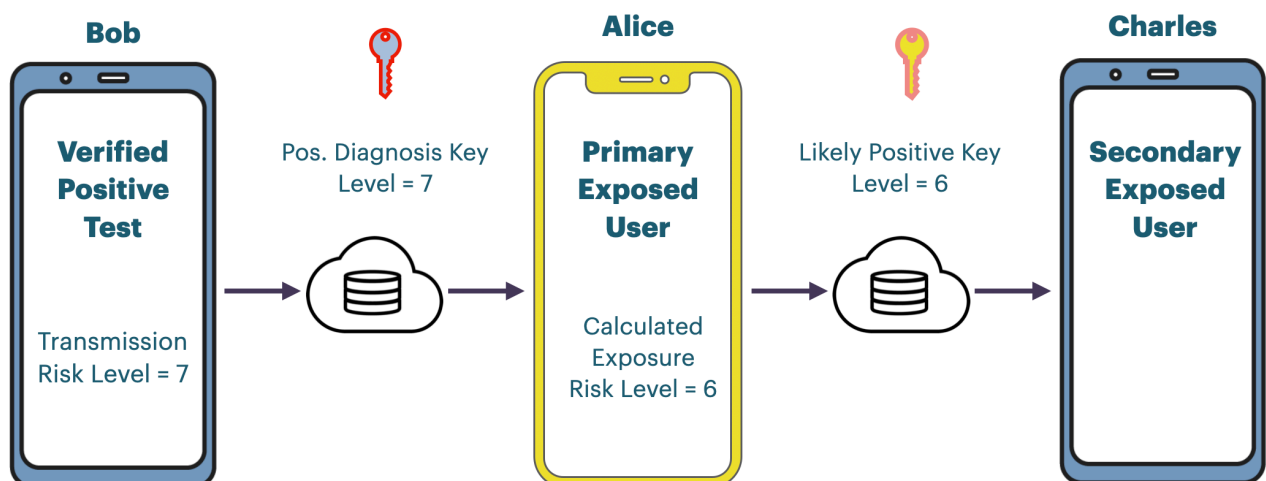 Bob
Alice
Charles
Verified
Positive
Test
Transmission
Risk Level = 7
Pos. Diagnosis Key
Level = 7
Primary
Exposed
User
Calculated
Exposure
Risk Level = 6
Likely Positive Key
Level = 6
Secondary
Exposed
User